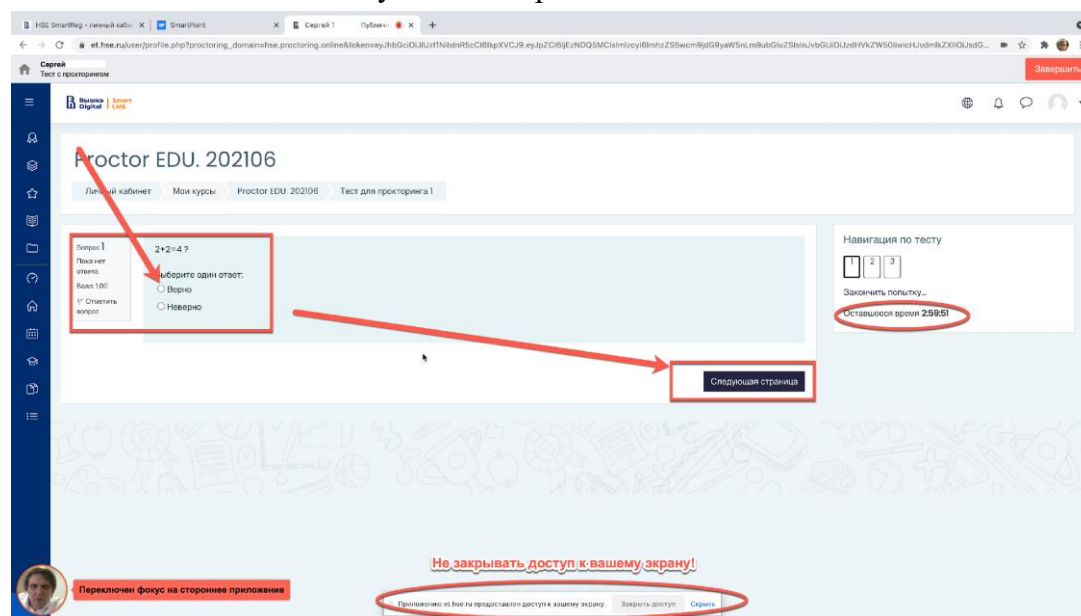 HSE SmartReg - личный кабин
SmartPoint
Сергей Т
Публичн
et.hse.ru/user/profile.php?proctoring_domain=hse.proctoring.online&token=
Сергей
Тест с прокторингом
Завершить
Вышка
Digital
Smart
LMS
Proctor EDU. 202106
Личный кабинет
Мои курсы
Proctor EDU. 202106
Тест для прокторинга 1
Вопрос 1
Пока нет
ответа
Балл: 1,00
Отметить
вопрос
2+2=4 ?
Выберите один ответ:
Верно
Неверно
Следующая страница
Навигация по тесту
1 2 3
Закончить попытку...
Оставшееся время 2:59:51
Не закрывать доступ к вашему экрану!
Переключен фокус на стороннее приложение
Приложению et.hse.ru предоставлен доступ к вашему экрану.
Закрыть доступ
Скрыть